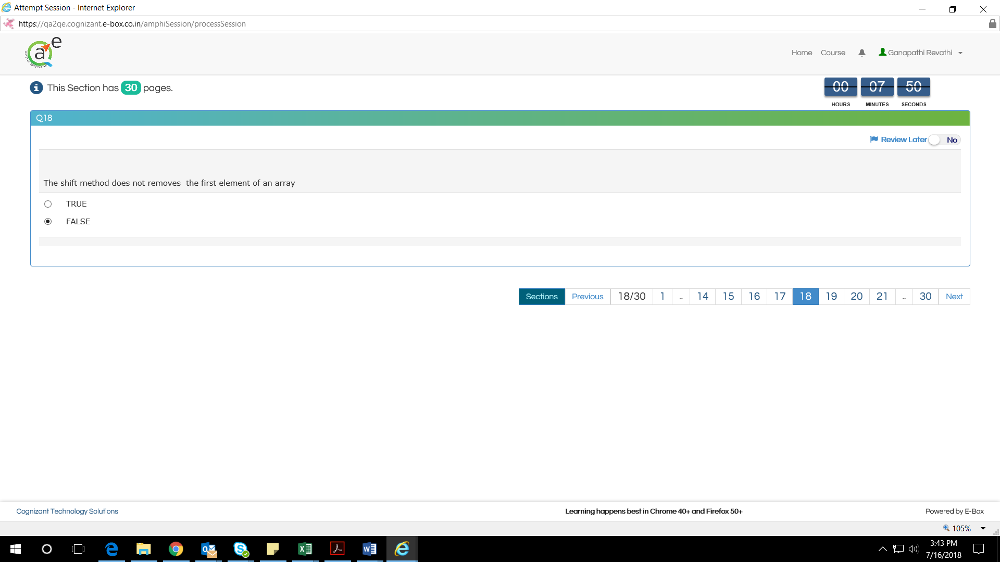 Attempt Session - Internet Explorer
https://qa2qe.cognizant.e-box.co.in/amphiSession/processSession
a e
Home Course Ganapathi Revathi
This Section has 30 pages.
00 07 50
HOURS MINUTES SECONDS
Q18
Review Later No
The shift method does not removes  the first element of an array
TRUE
FALSE
Sections Previous 18/30 1 .. 14 15 16 17 18 19 20 21 .. 30 Next
Cognizant Technology Solutions Learning happens best in Chrome 40+ and Firefox 50+ Powered by E-Box
105%
3:43 PM
7/16/2018